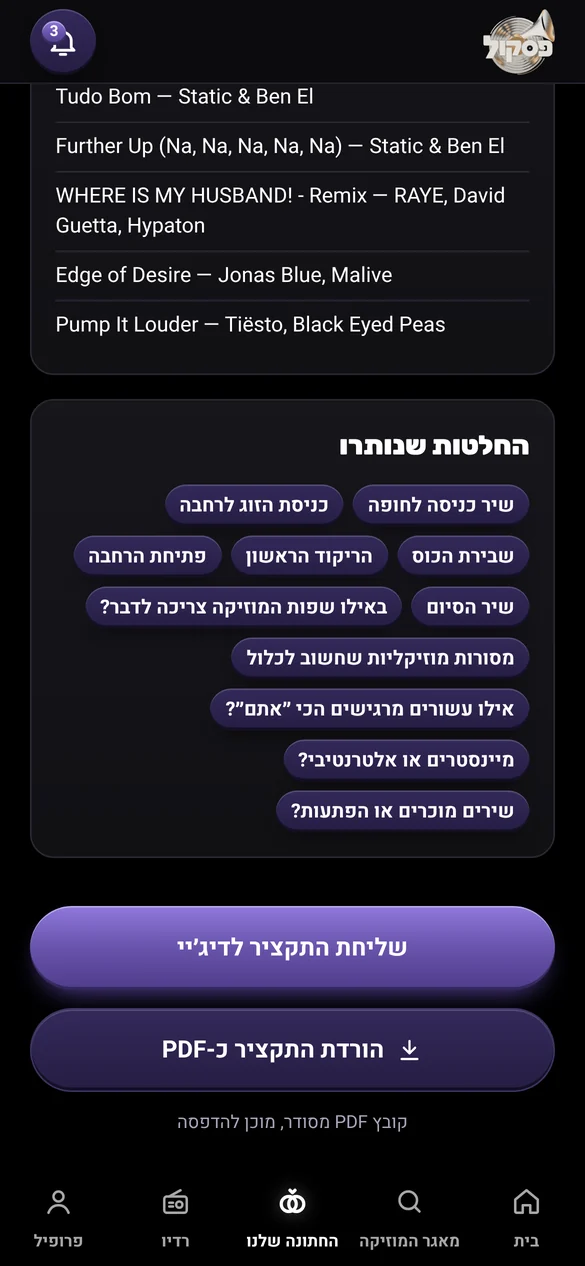 3
פסקול
Tudo Bom — Static & Ben El
Further Up (Na, Na, Na, Na, Na) — Static & Ben El
WHERE IS MY HUSBAND! - Remix — RAYE, David
Guetta, Hypaton
Edge of Desire — Jonas Blue, Malive
Pump It Louder — Tiësto, Black Eyed Peas
החלטות שנותרו
שיר כניסה לחופה
כניסת הזוג לרחבה
שבירת הכוס
הריקוד הראשון
פתיחת הרחבה
שיר הסיום
באילו שפות המוזיקה צריכה לדבר?
מסורות מוזיקליות שחשוב לכלול
אילו עשורים מרגישים הכי ״אתם״?
מיינסטרים או אלטרנטיבי?
שירים מוכרים או הפתעות?
שליחת התקציר לדיג׳יי
הורדת התקציר כ-PDF
קובץ PDF מסודר, מוכן להדפסה
בית
מאגר המוזיקה
החתונה שלנו
רדיו
פרופיל